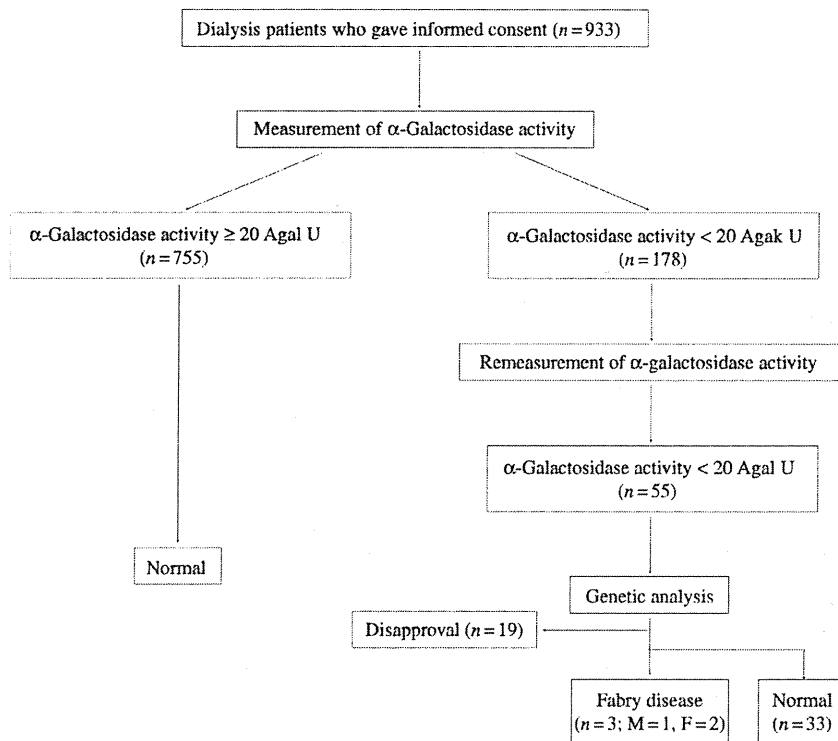 Dialysis patients who gave informed consent (n=933)
Measurement of α-Galactosidase activity
α-Galactosidase activity ≥ 20 Agal U
(n=755)
α-Galactosidase activity < 20 Agak U
(n=178)
Remeasurement of α-galactosidase activity
α-Galactosidase activity < 20 Agal U
(n=55)
Normal
Genetic analysis
Disapproval (n=19)
Fabry disease
(n=3; M=1, F=2)
Normal
(n=33)